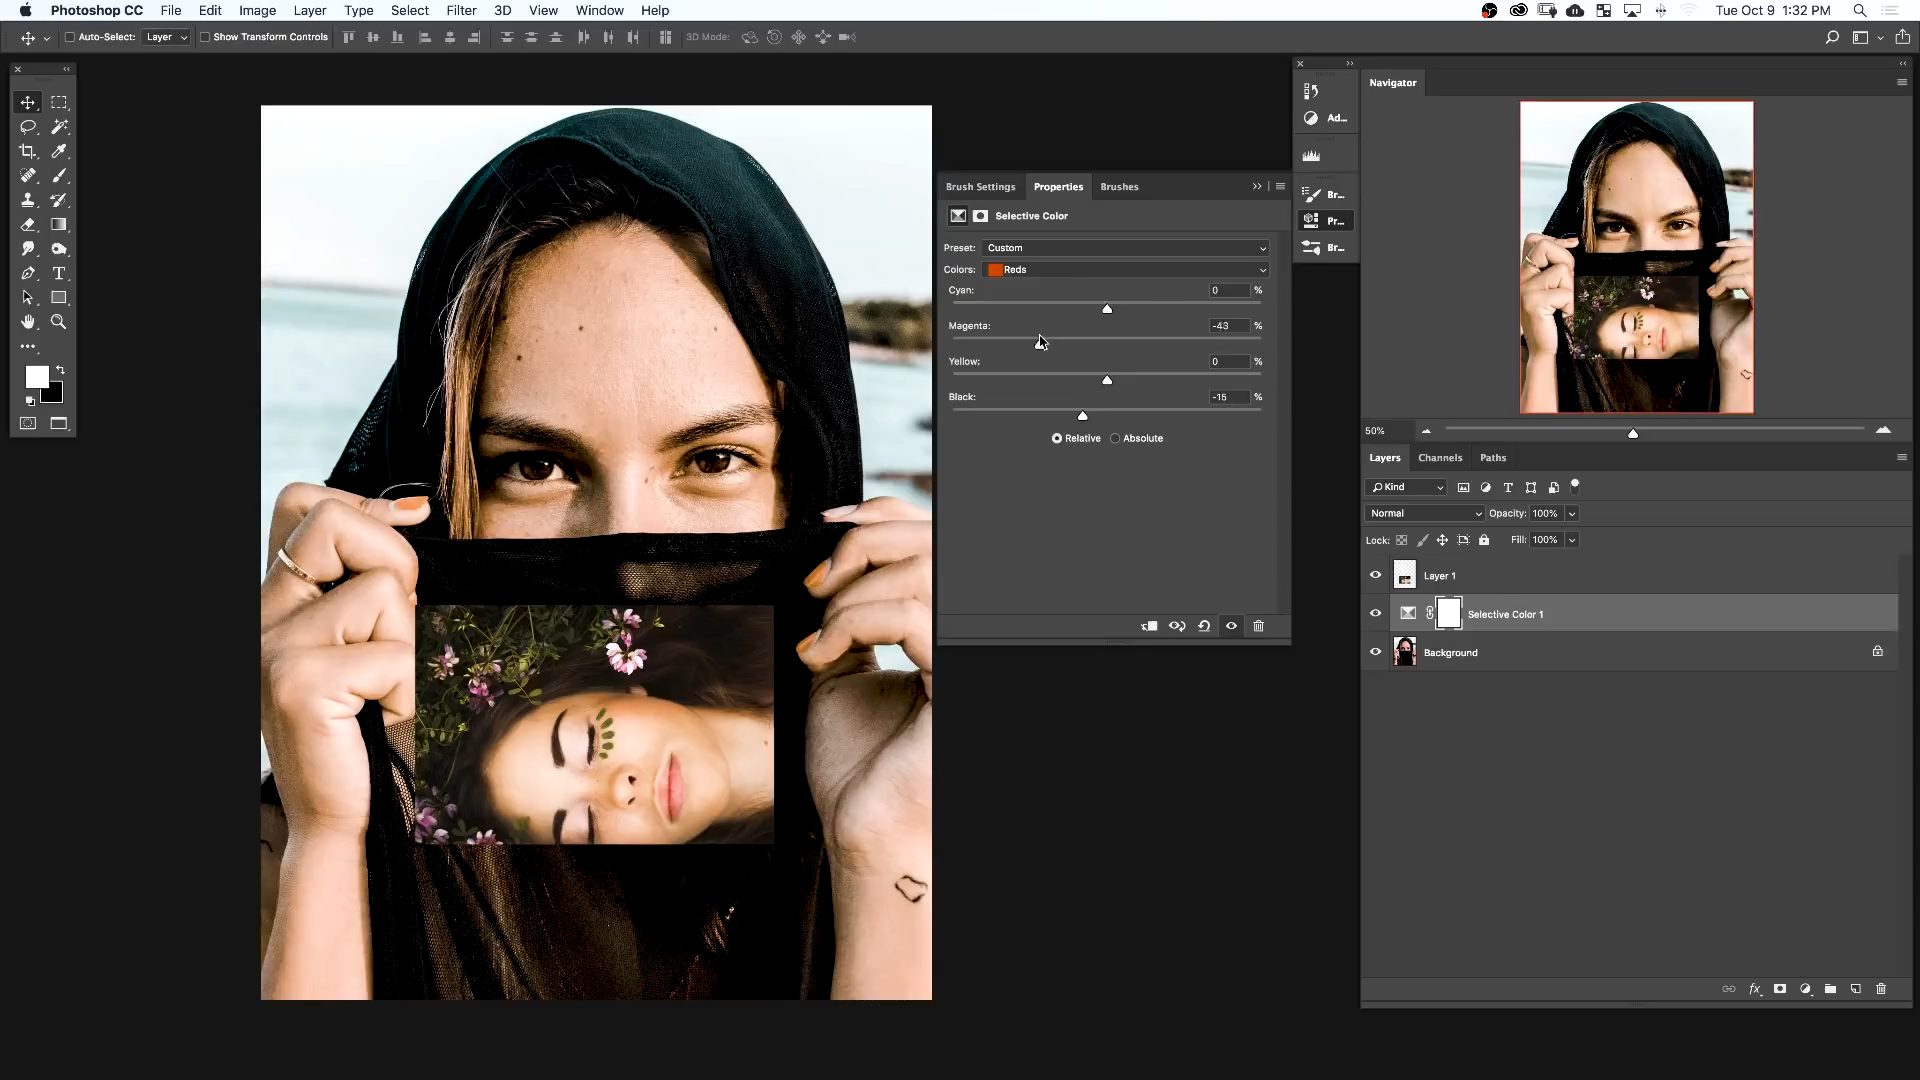 Photoshop CC File Edit Image Layer Type Select Filter 3D View Window Help Tue Oct 9 1:32 PM
Auto-Select: Layer Show Transform Controls 3D Mode:
Navigator
Ad...
Brush Settings Properties Brushes
Br...
Selective Color
Pr...
Preset: Custom
Br...
Colors: Reds
Cyan: 0 %
Magenta: -43 %
Yellow: 0 %
Black: -15 %
Relative Absolute
50%
Layers Channels Paths
Kind
Normal Opacity: 100%
Lock: Fill: 100%
Layer 1
Selective Color 1
Background